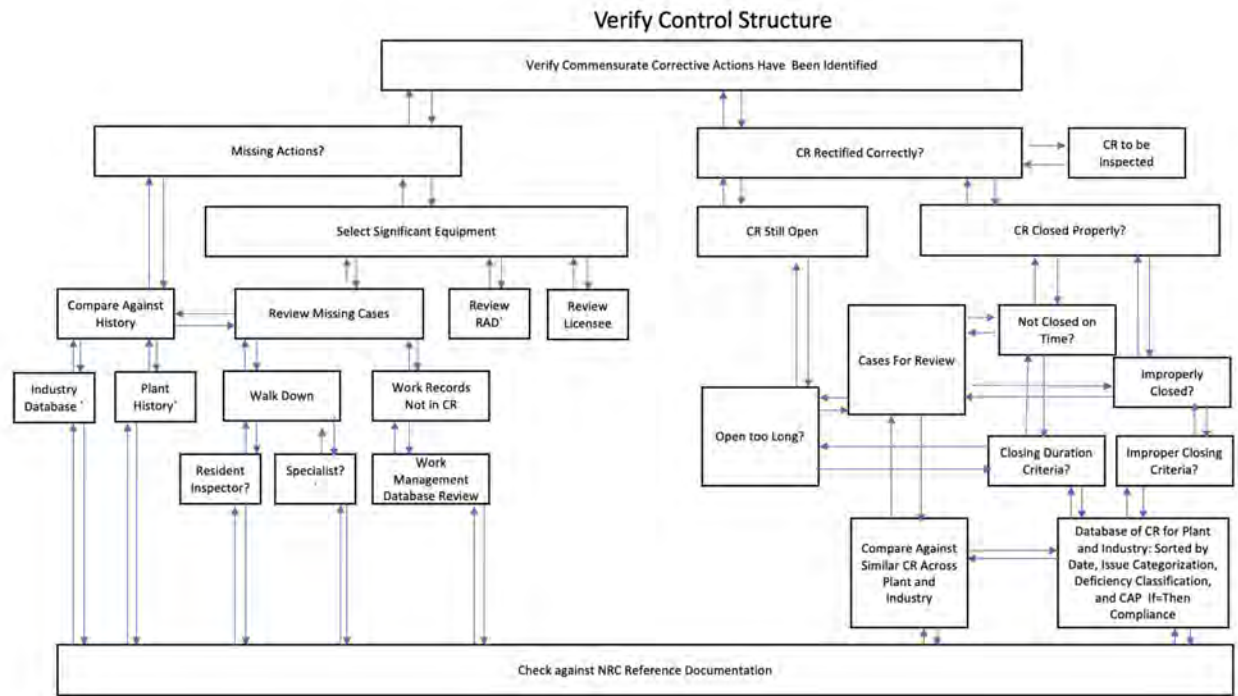 Verify Control Structure
Verify Commensurate Corrective Actions Have Been Identified
Missing Actions?
CR Rectified Correctly?
CR to be
Inspected
Select Significant Equipment
CR Still Open
CR Closed Properly?
Compare Against
History
Review Missing Cases
Review
RAD`
Review
Licensee
Cases For Review
Not Closed on
Time?
Industry
Database `
Plant
History`
Walk Down
Work Records
Not in CR
Improperly
Closed?
Open too Long?
Resident
Inspector?
Specialist?
`
Work
Management
Database Review
Closing Duration
Criteria?
Improper Closing
Criteria?
Compare Against
Similar CR Across
Plant and
Industry
Database of CR for Plant
and Industry: Sorted by
Date, Issue Categorization,
Deficiency Classification,
and CAP If=Then
Compliance
Check against NRC Reference Documentation